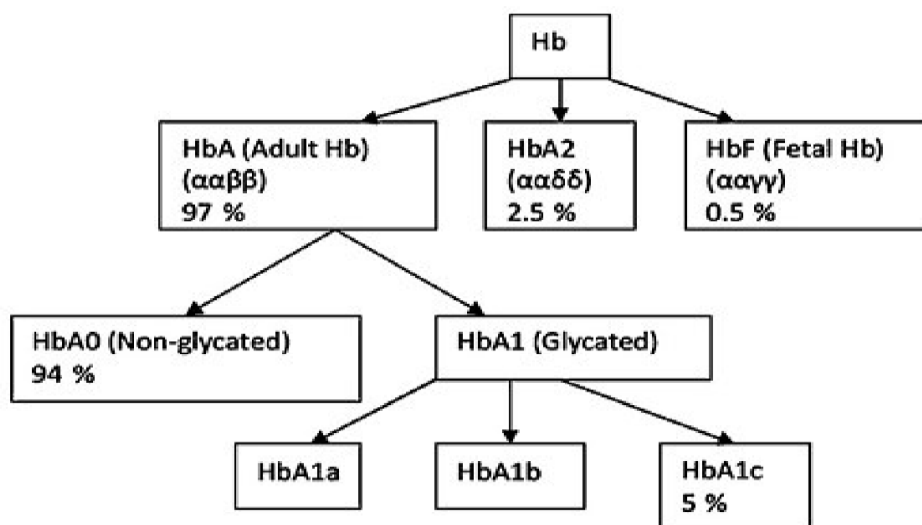 Hb
HbA (Adult Hb)
(ααββ)
97 %
HbA2
(ααδδ)
2.5 %
HbF (Fetal Hb)
(ααγγ)
0.5 %
HbA0 (Non-glycated)
94 %
HbA1 (Glycated)
HbA1a
HbA1b
HbA1c
5 %